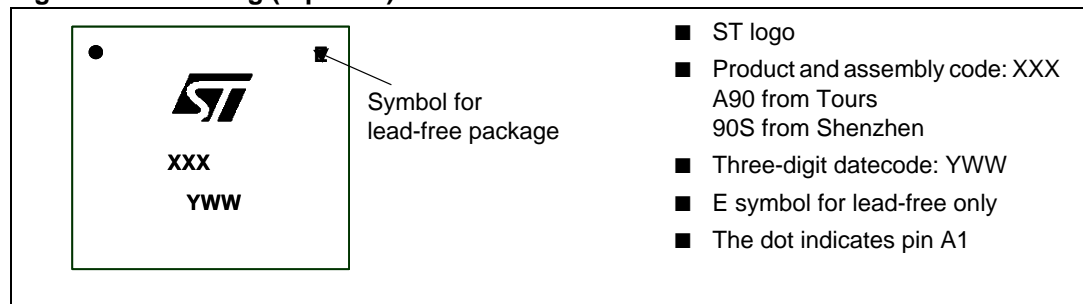 ST
XXX
YWW
Symbol for
lead-free package
■ ST logo
■ Product and assembly code: XXX
A90 from Tours
90S from Shenzhen
■ Three-digit datecode: YWW
■ E symbol for lead-free only
■ The dot indicates pin A1